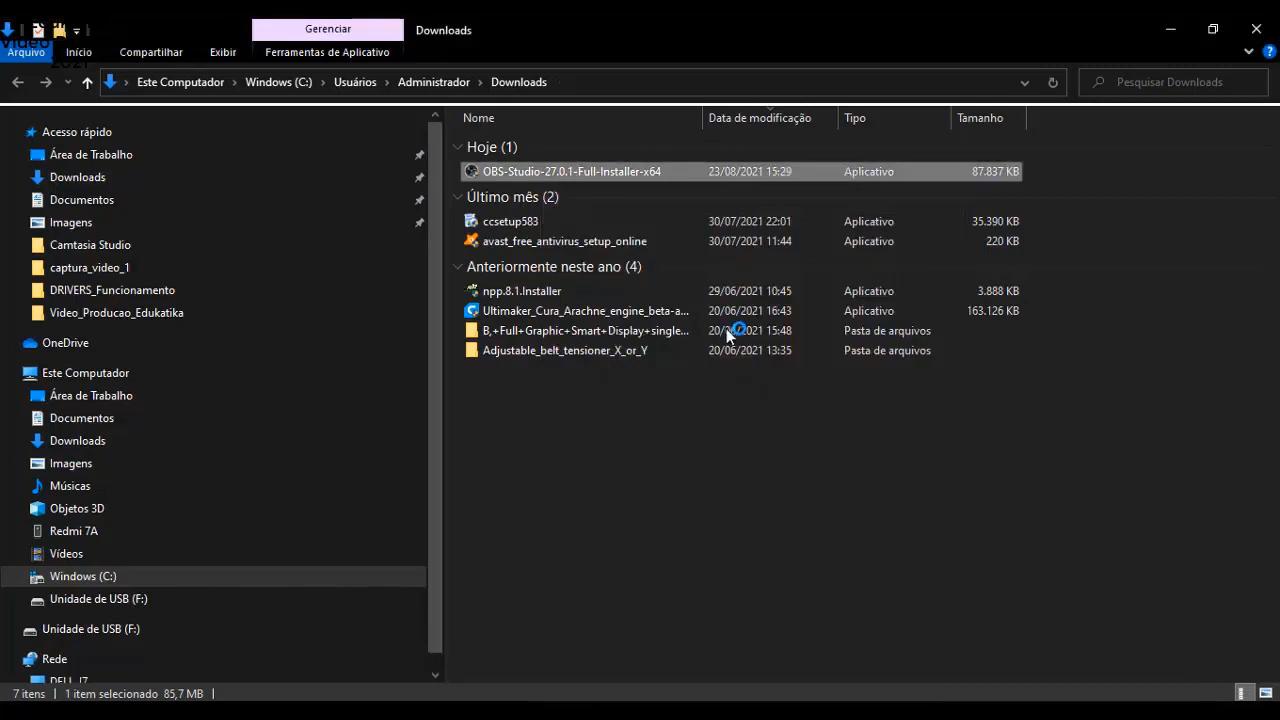 Gerenciar
Downloads
Vídeo
2021
Arquivo Início Compartilhar Exibir Ferramentas de Aplicativo
Este Computador > Windows (C:) > Usuários > Administrador > Downloads
Pesquisar Downloads
Acesso rápido
Área de Trabalho
Downloads
Documentos
Imagens
Camtasia Studio
captura_video_1
DRIVERS_Funcionamento
Video_Producao_Edukatika
OneDrive
Este Computador
Área de Trabalho
Documentos
Downloads
Imagens
Músicas
Objetos 3D
Redmi 7A
Vídeos
Windows (C:)
Unidade de USB (F:)
Unidade de USB (F:)
Rede
DELL_I7
Nome Data de modificação Tipo Tamanho
Hoje (1)
OBS-Studio-27.0.1-Full-Installer-x64 23/08/2021 15:29 Aplicativo 87.837 KB
Último mês (2)
ccsetup583 30/07/2021 22:01 Aplicativo 35.390 KB
avast_free_antivirus_setup_online 30/07/2021 11:44 Aplicativo 220 KB
Anteriormente neste ano (4)
npp.8.1.Installer 29/06/2021 10:45 Aplicativo 3.888 KB
Ultimaker_Cura_Arachne_engine_beta-a... 20/06/2021 16:43 Aplicativo 163.126 KB
B,+Full+Graphic+Smart+Display+single... 20/06/2021 15:48 Pasta de arquivos
Adjustable_belt_tensioner_X_or_Y 20/06/2021 13:35 Pasta de arquivos
7 itens 1 item selecionado 85,7 MB